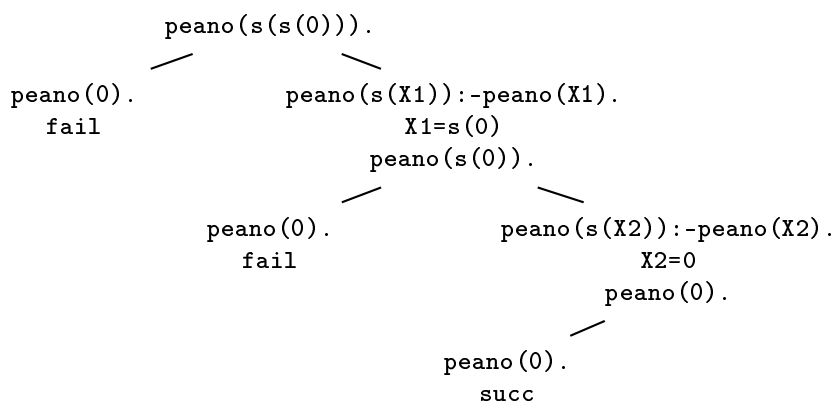 peano(s(s(0))).
peano(0). peano(s(X1)):-peano(X1).
fail X1=s(0)
peano(s(0)).
peano(0). peano(s(X2)):-peano(X2).
fail X2=0
peano(0).
peano(0).
succ